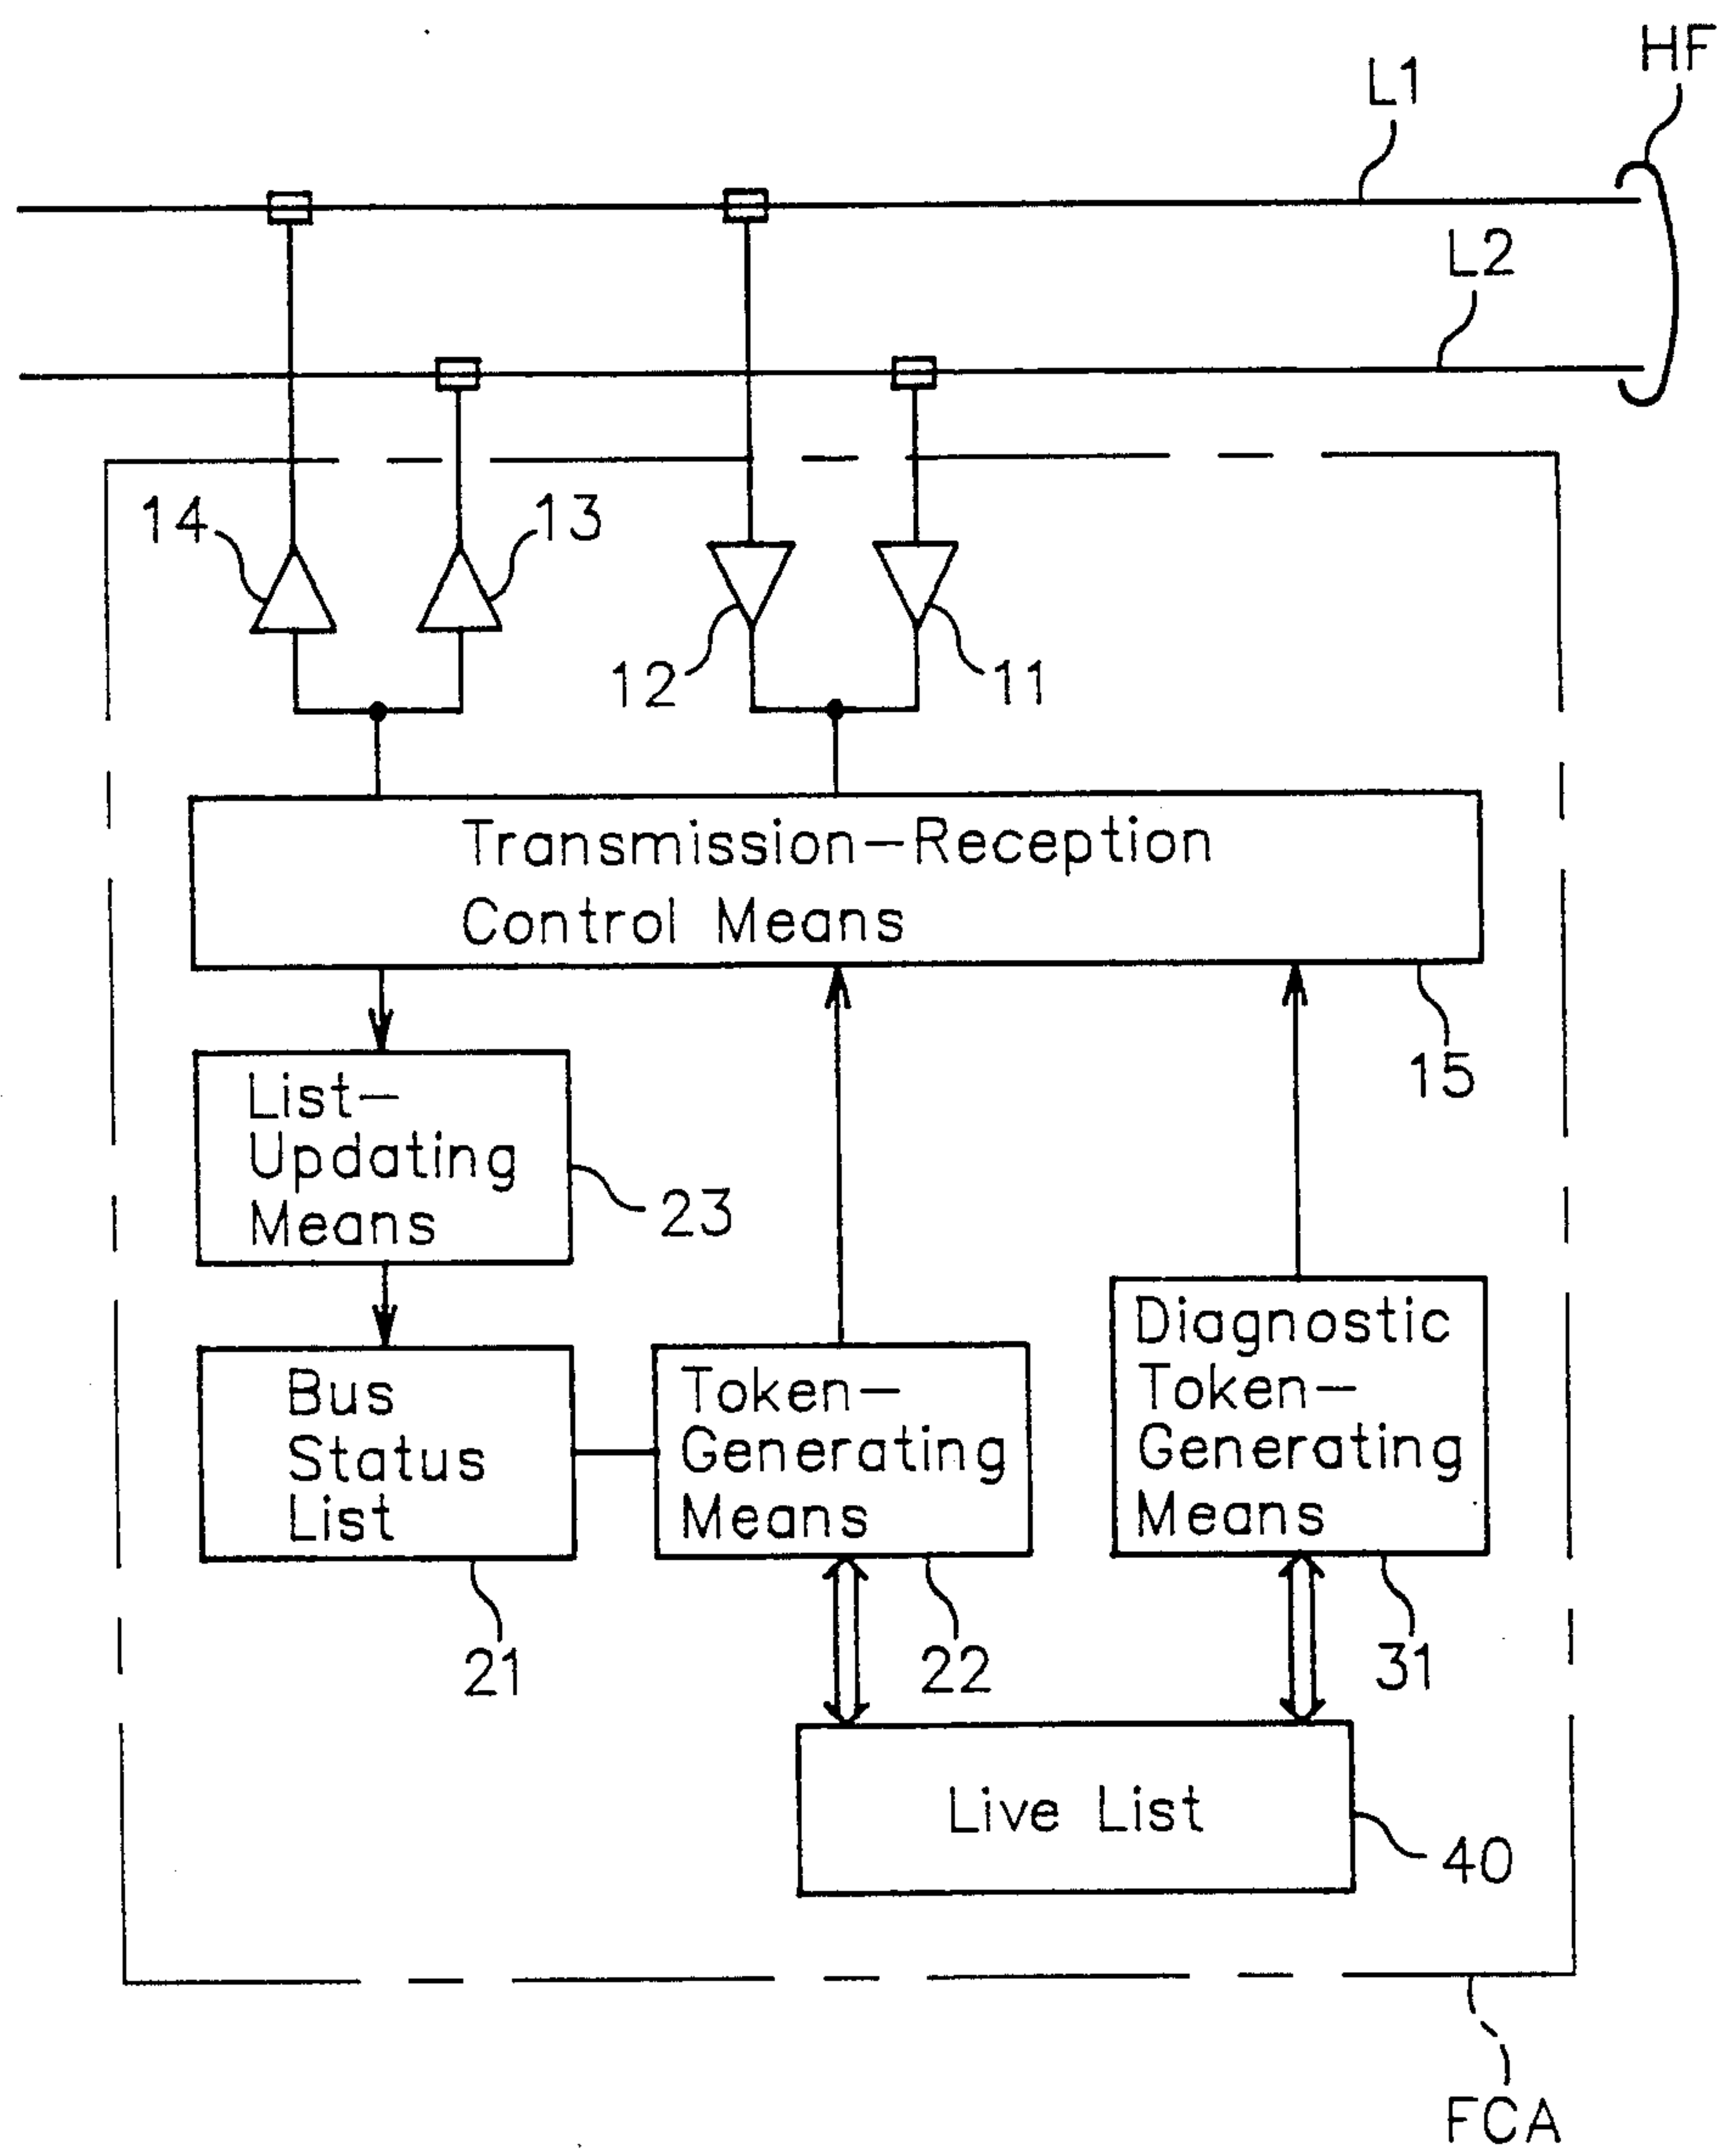 HF
L1
L2
14
13
12
11
Transmission-Reception
Control Means
15
List-
Updating
Means
23
Bus
Status
List
21
Token-
Generating
Means
22
Diagnostic
Token-
Generating
Means
31
Live List
40
FCA